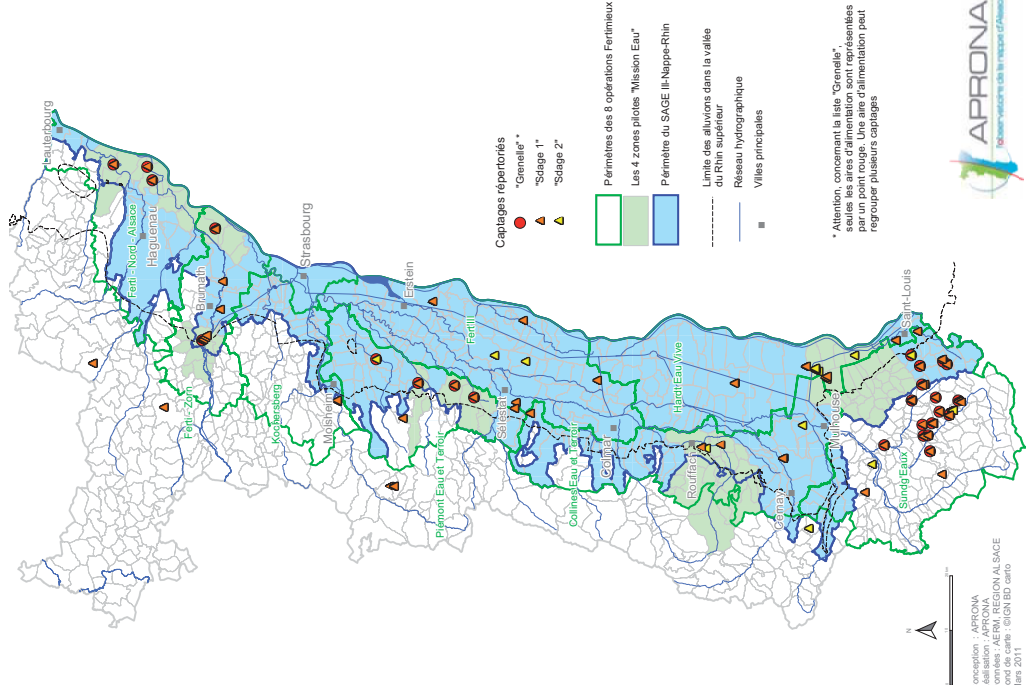 Lauterbourg
Ferti - Nord - Alsace
Haguenau
Brumath
Ferti - Zorn
Strasbourg
Kochersberg
Molsheim
Erstein
Piémont Eau et Terroir
Fert'Ill
Sélestat
Collines Eau et Terroir
Colmar
Hardt Eau Vive
Rouffach
Cernay
Mulhouse
Saint-Louis
Sundg'Eaux
Captages répertoriés
"Grenelle" *
"Sdage 1"
"Sdage 2"
Périmètres des 8 opérations Fertimieux
Les 4 zones pilotes "Mission Eau"
Périmètre du SAGE Ill-Nappe-Rhin
Limite des alluvions dans la vallée
du Rhin supérieur
Réseau hydrographique
Villes principales
* Attention, concernant la liste "Grenelle",
seules les aires d'alimentation sont représentées
par un point rouge. Une aire d'alimentation peut
regrouper plusieurs captages
APRONA
l'observatoire de la nappe d'Alsace
N
onception : APRONA
éalisation : APRONA
onnées : AERM, REGION ALSACE
ond de carte : ©IGN BD carto
lars 2011